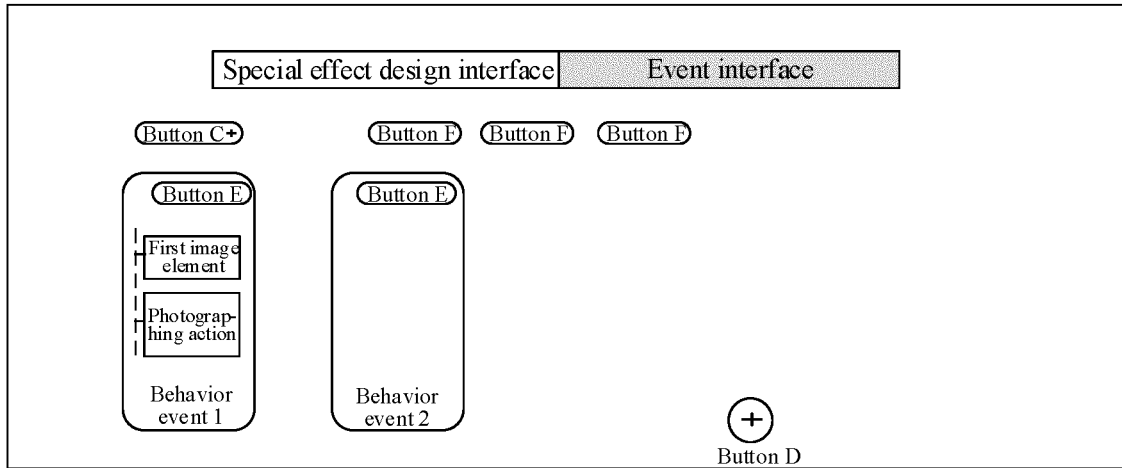 Special effect design interface Event interface
Button C+ Button F Button F Button F
Button E Button E
First image
element
Photograp-
hing action
Behavior
event 1
Behavior
event 2
+
Button D